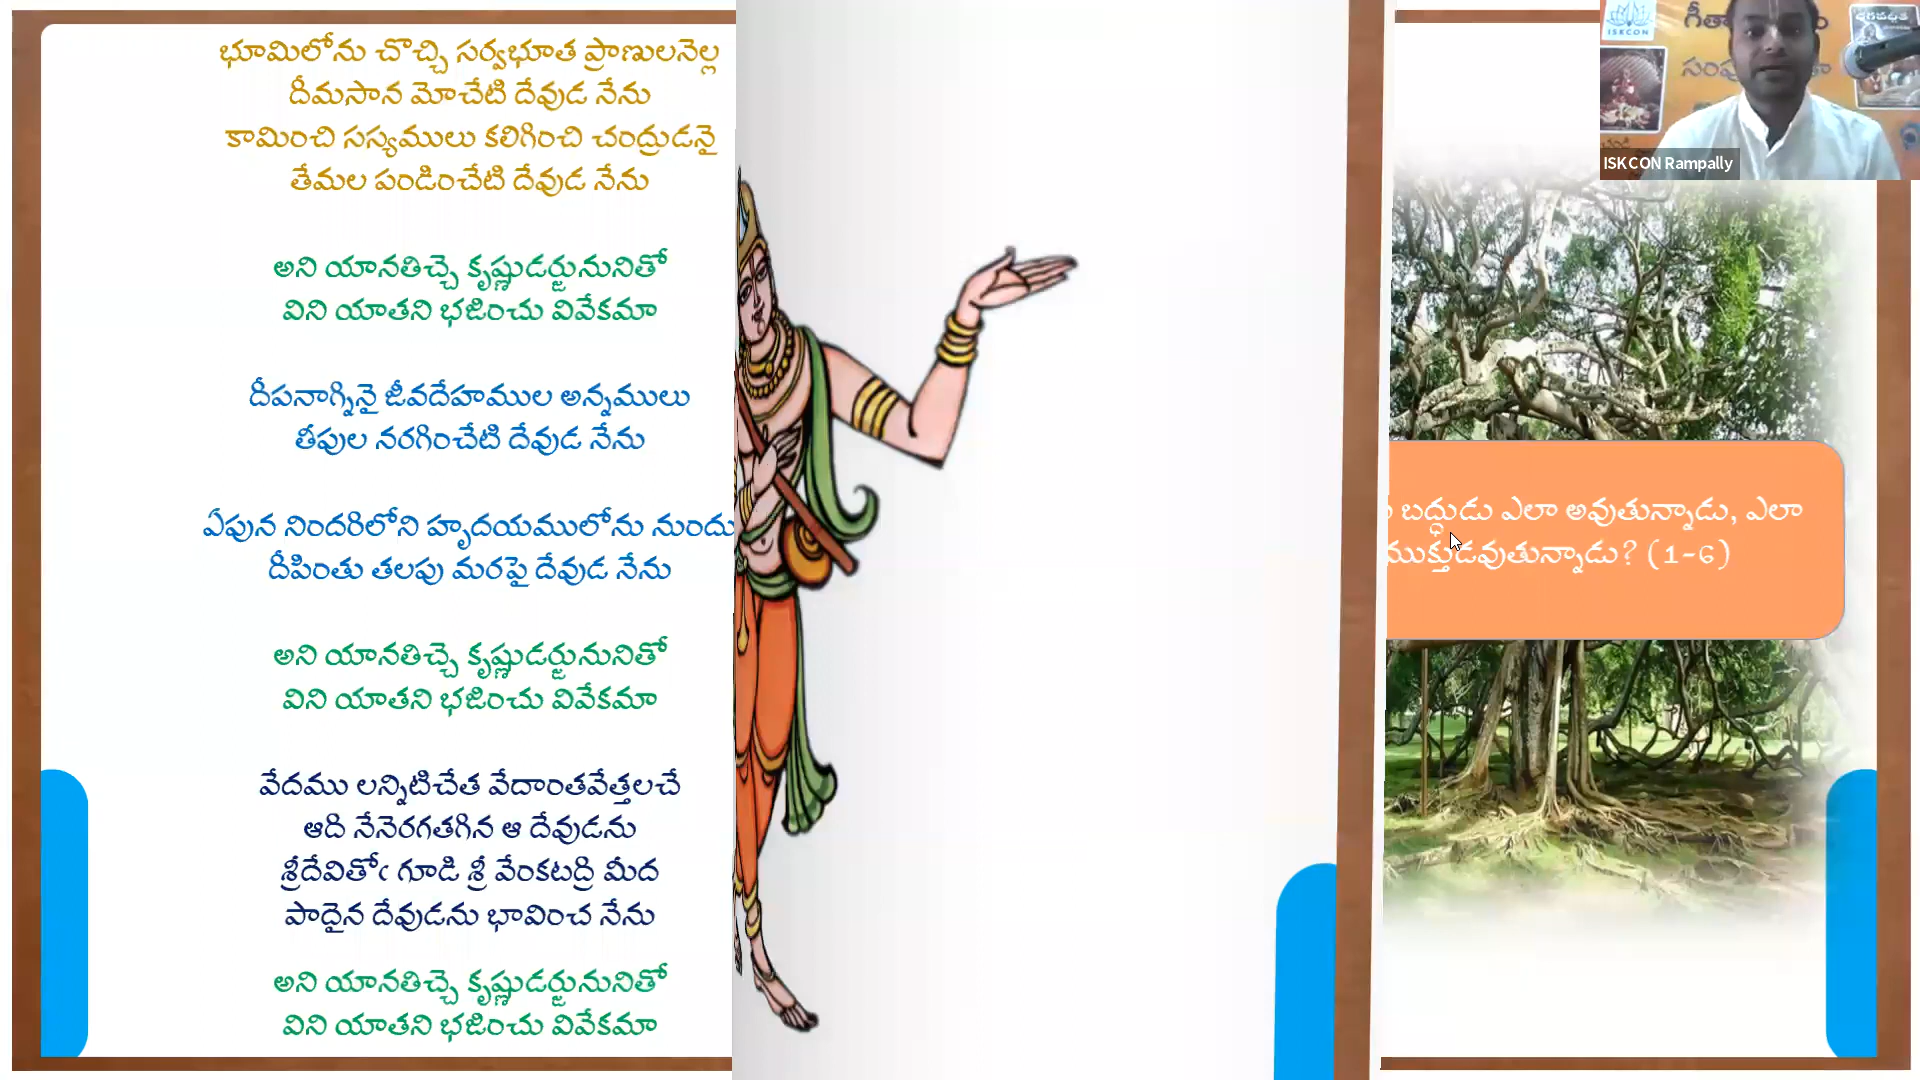 భూమిలోను చొచ్చి సర్వభూత ప్రాణులనెల్ల
దీమసాన మోచేటి దేవుడ నేను
కామించి సస్యములు కలిగించి చంద్రుడనై
తేమల పండించేటి దేవుడ నేను
అని యానతిచ్చె కృష్ణుడర్జునునితో
విని యాతని భజించు వివేకమా
దీపనాగ్నినై జీవదేహముల అన్నములు
తీపుల నరగించేటి దేవుడ నేను
ఏపున నిందరిలోని హృదయములోను నుందు
దీపింతు తలపు మరపై దేవుడ నేను
అని యానతిచ్చె కృష్ణుడర్జునునితో
విని యాతని భజించు వివేకమా
వేదము లన్నిటిచేత వేదాంతవేత్తలచే
ఆది నేనెరగతగిన ఆ దేవుడను
శ్రీదేవితోఁ గూడి శ్రీ వేంకటద్రి మీద
పాదైన దేవుడను భావించ నేను
అని యానతిచ్చె కృష్ణుడర్జునునితో
విని యాతని భజించు వివేకమా
బద్ధుడు ఎలా అవుతున్నాడు, ఎలా
ముక్తుడవుతున్నాడు? (1-6)
ISKCON
ISKCON Rampally